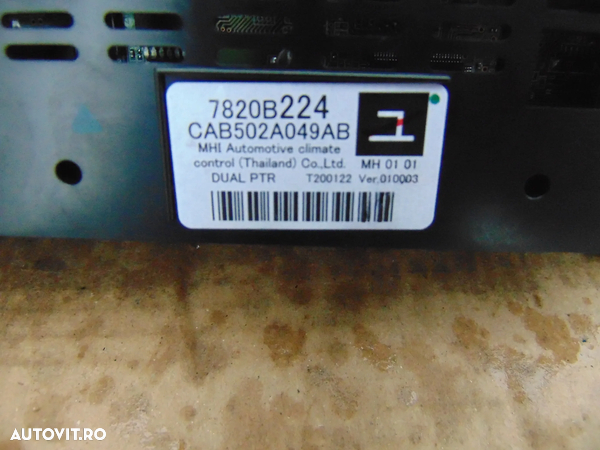 7820B224
CAB502A049AB
MHI Automotive climate
control (Thailand) Co.,Ltd.
MH 01 01
DUAL PTR
T200122
Ver.010003
AUTOVIT.RO